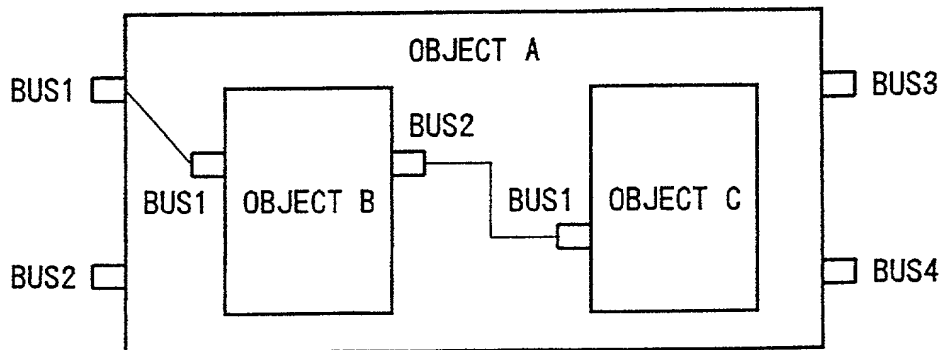 OBJECT A
BUS1
BUS3
BUS2
BUS1
OBJECT B
BUS1
OBJECT C
BUS2
BUS4